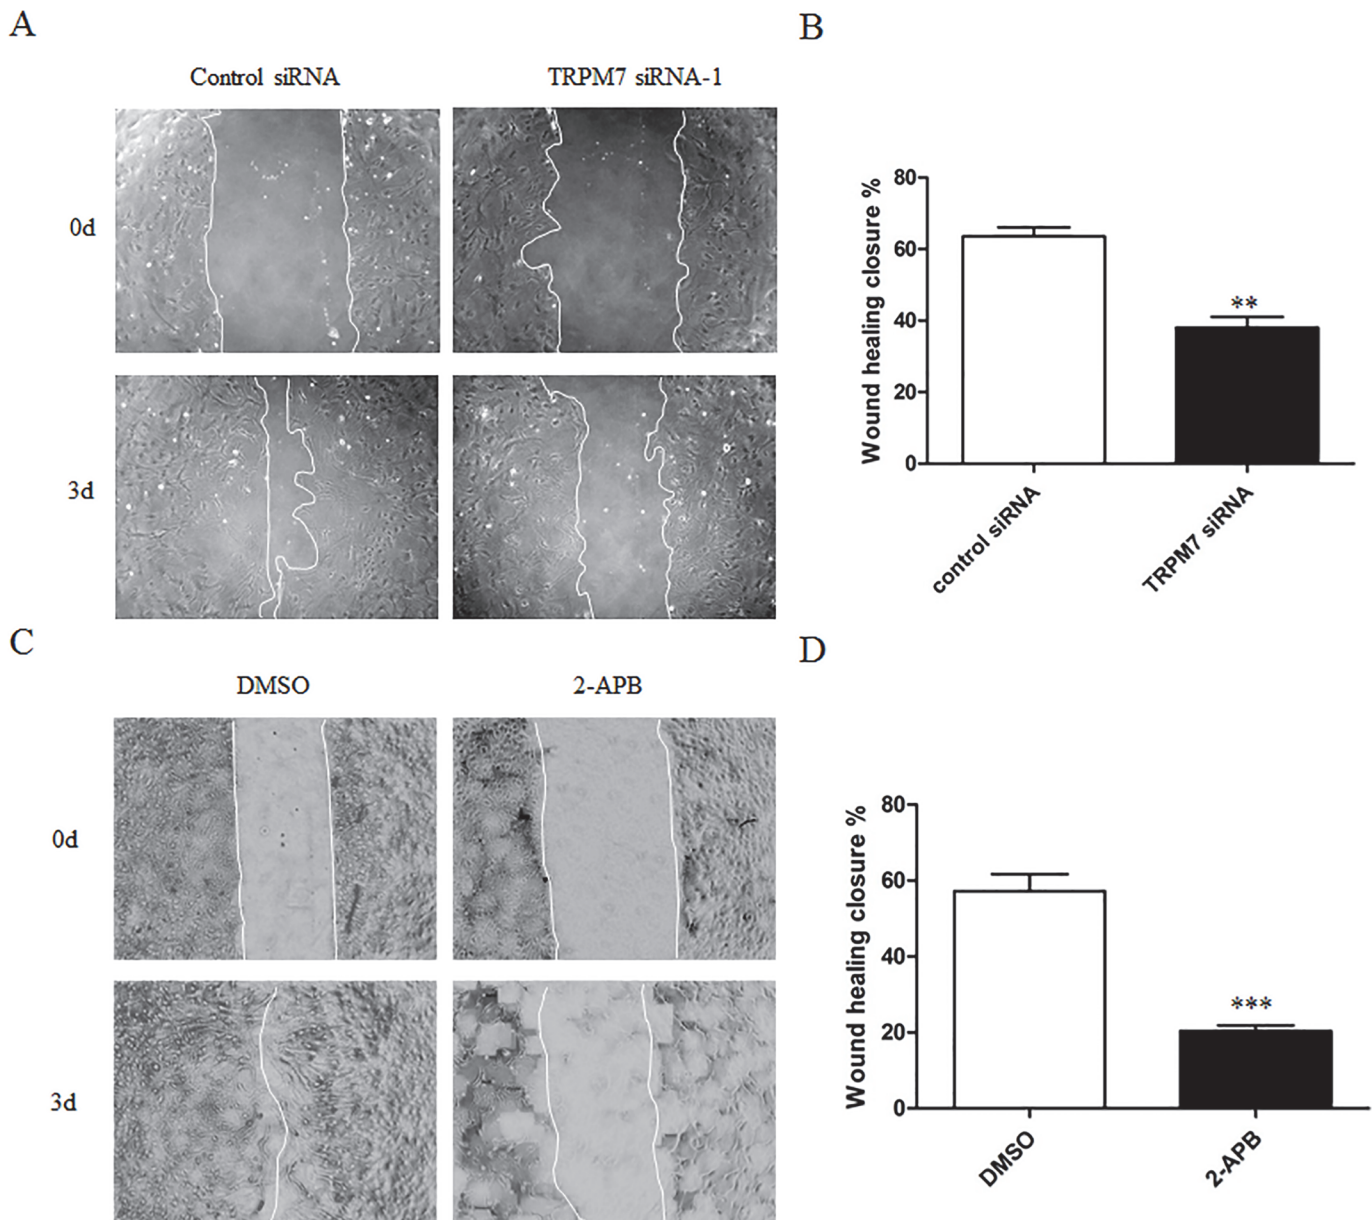 A
Control siRNA
TRPM7 siRNA-1
0d
3d
B
Wound healing closure %
80
60
40
20
0
**
control siRNA
TRPM7 siRNA
C
DMSO
2-APB
0d
3d
D
Wound healing closure %
80
60
40
20
0
***
DMSO
2-APB